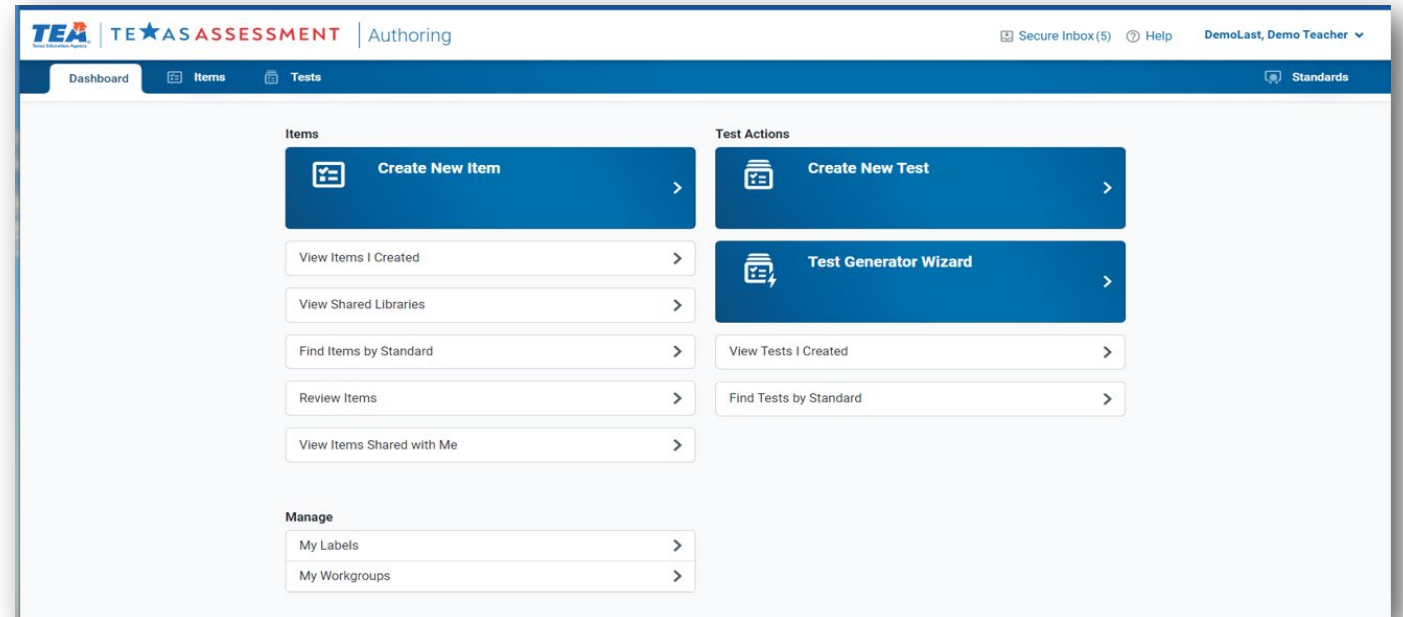 TEA
Texas Education Agency
TEXAS ASSESSMENT
Authoring
Secure Inbox (5)
Help
DemoLast, Demo Teacher
Dashboard
Items
Tests
Standards
Items
Create New Item
View Items I Created
View Shared Libraries
Find Items by Standard
Review Items
View Items Shared with Me
Manage
My Labels
My Workgroups
Test Actions
Create New Test
Test Generator Wizard
View Tests I Created
Find Tests by Standard